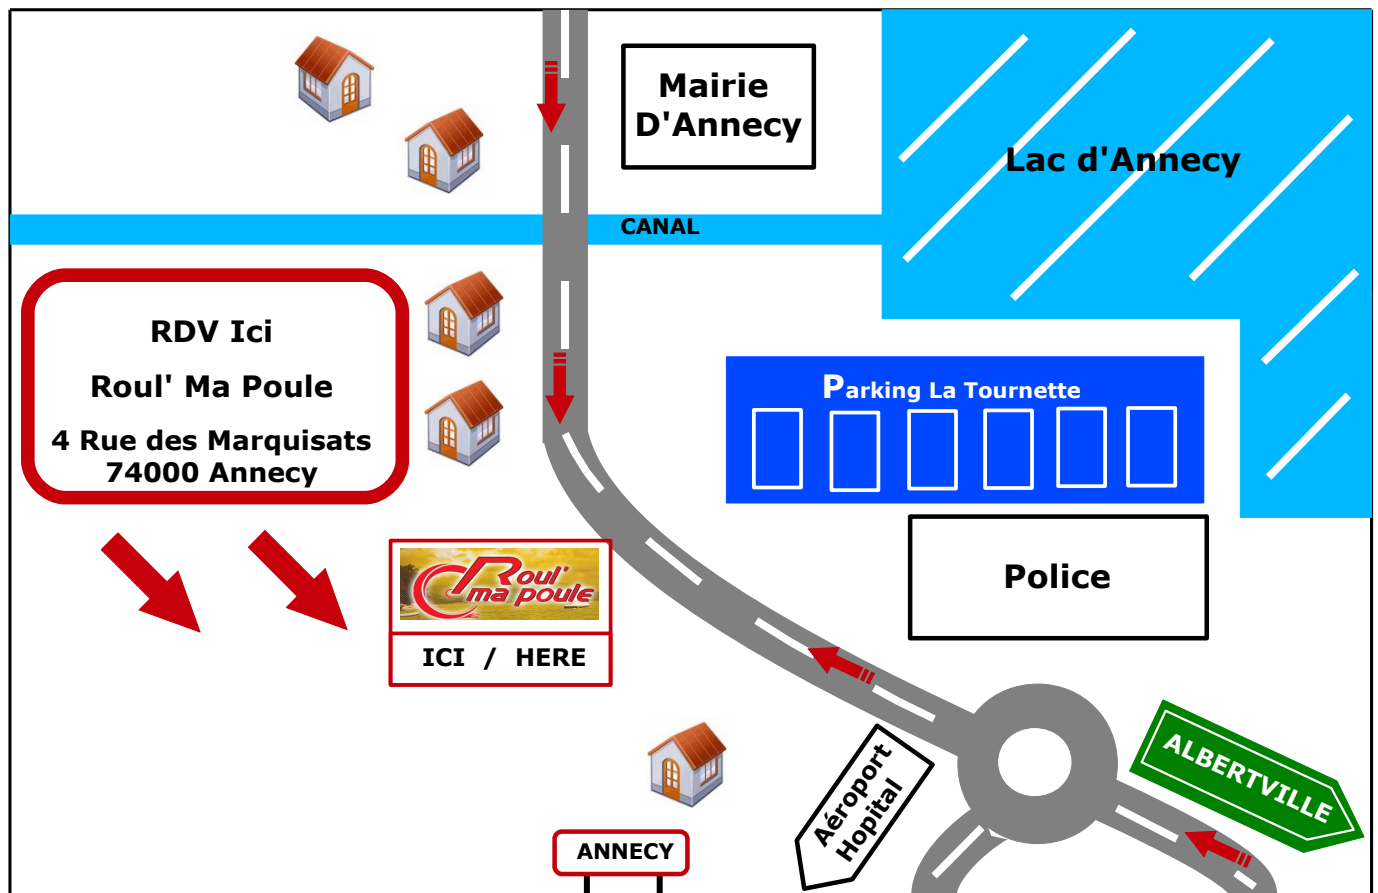 Mairie
D'Annecy
Lac d'Annecy
CANAL
RDV Ici
Roul' Ma Poule
4 Rue des Marquisats
74000 Annecy
Parking La Tournette
Roul'
ma poule
ICI / HERE
Police
ALBERTVILLE
Aéroport
Hopital
ANNECY